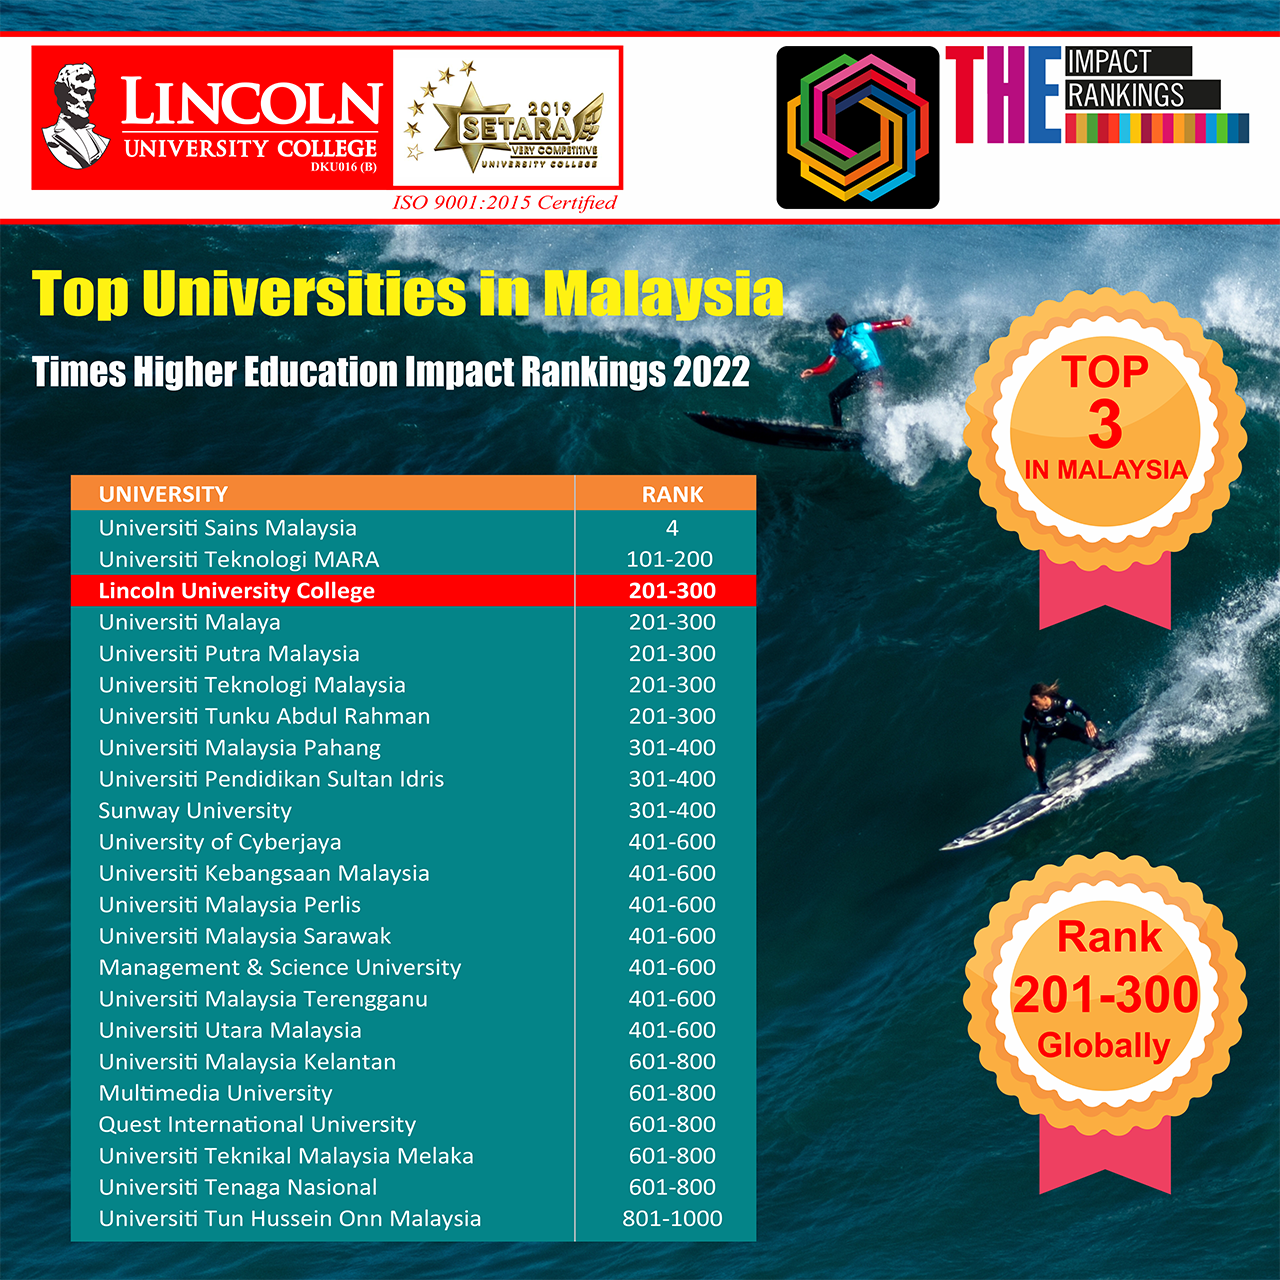 LINCOLN
UNIVERSITY COLLEGE
DKU016 (B)
2019
SETARA
VERY COMPETITIVE
UNIVERSITY COLLEGE
ISO 9001:2015 Certified
THE IMPACT
RANKINGS
Top Universities in Malaysia
Times Higher Education Impact Rankings 2022
TOP
3
IN MALAYSIA
UNIVERSITY RANK
Universiti Sains Malaysia 4
Universiti Teknologi MARA 101-200
Lincoln University College 201-300
Universiti Malaya 201-300
Universiti Putra Malaysia 201-300
Universiti Teknologi Malaysia 201-300
Universiti Tunku Abdul Rahman 201-300
Universiti Malaysia Pahang 301-400
Universiti Pendidikan Sultan Idris 301-400
Sunway University 301-400
University of Cyberjaya 401-600
Universiti Kebangsaan Malaysia 401-600
Universiti Malaysia Perlis 401-600
Universiti Malaysia Sarawak 401-600
Management & Science University 401-600
Universiti Malaysia Terengganu 401-600
Universiti Utara Malaysia 401-600
Universiti Malaysia Kelantan 601-800
Multimedia University 601-800
Quest International University 601-800
Universiti Teknikal Malaysia Melaka 601-800
Universiti Tenaga Nasional 601-800
Universiti Tun Hussein Onn Malaysia 801-1000
Rank
201-300
Globally